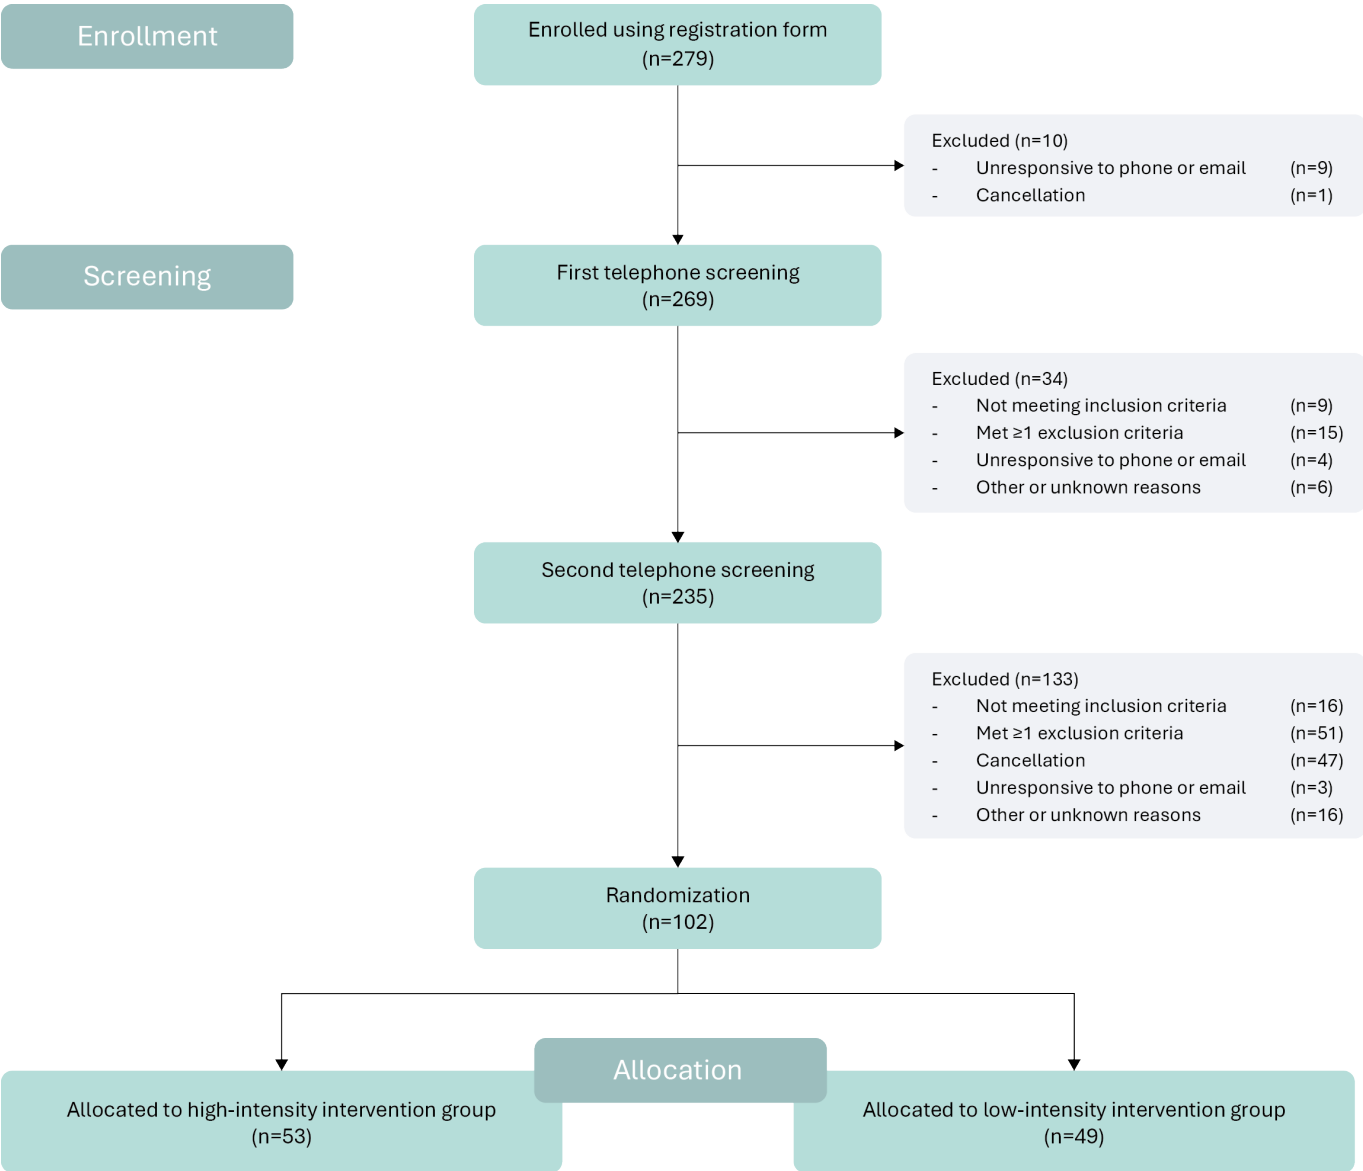 Enrollment
Enrolled using registration form
(n=279)
Excluded (n=10)
- Unresponsive to phone or email (n=9)
- Cancellation (n=1)
Screening
First telephone screening
(n=269)
Excluded (n=34)
- Not meeting inclusion criteria (n=9)
- Met ≥1 exclusion criteria (n=15)
- Unresponsive to phone or email (n=4)
- Other or unknown reasons (n=6)
Second telephone screening
(n=235)
Excluded (n=133)
- Not meeting inclusion criteria (n=16)
- Met ≥1 exclusion criteria (n=51)
- Cancellation (n=47)
- Unresponsive to phone or email (n=3)
- Other or unknown reasons (n=16)
Randomization
(n=102)
Allocation
Allocated to high-intensity intervention group
(n=53)
Allocated to low-intensity intervention group
(n=49)